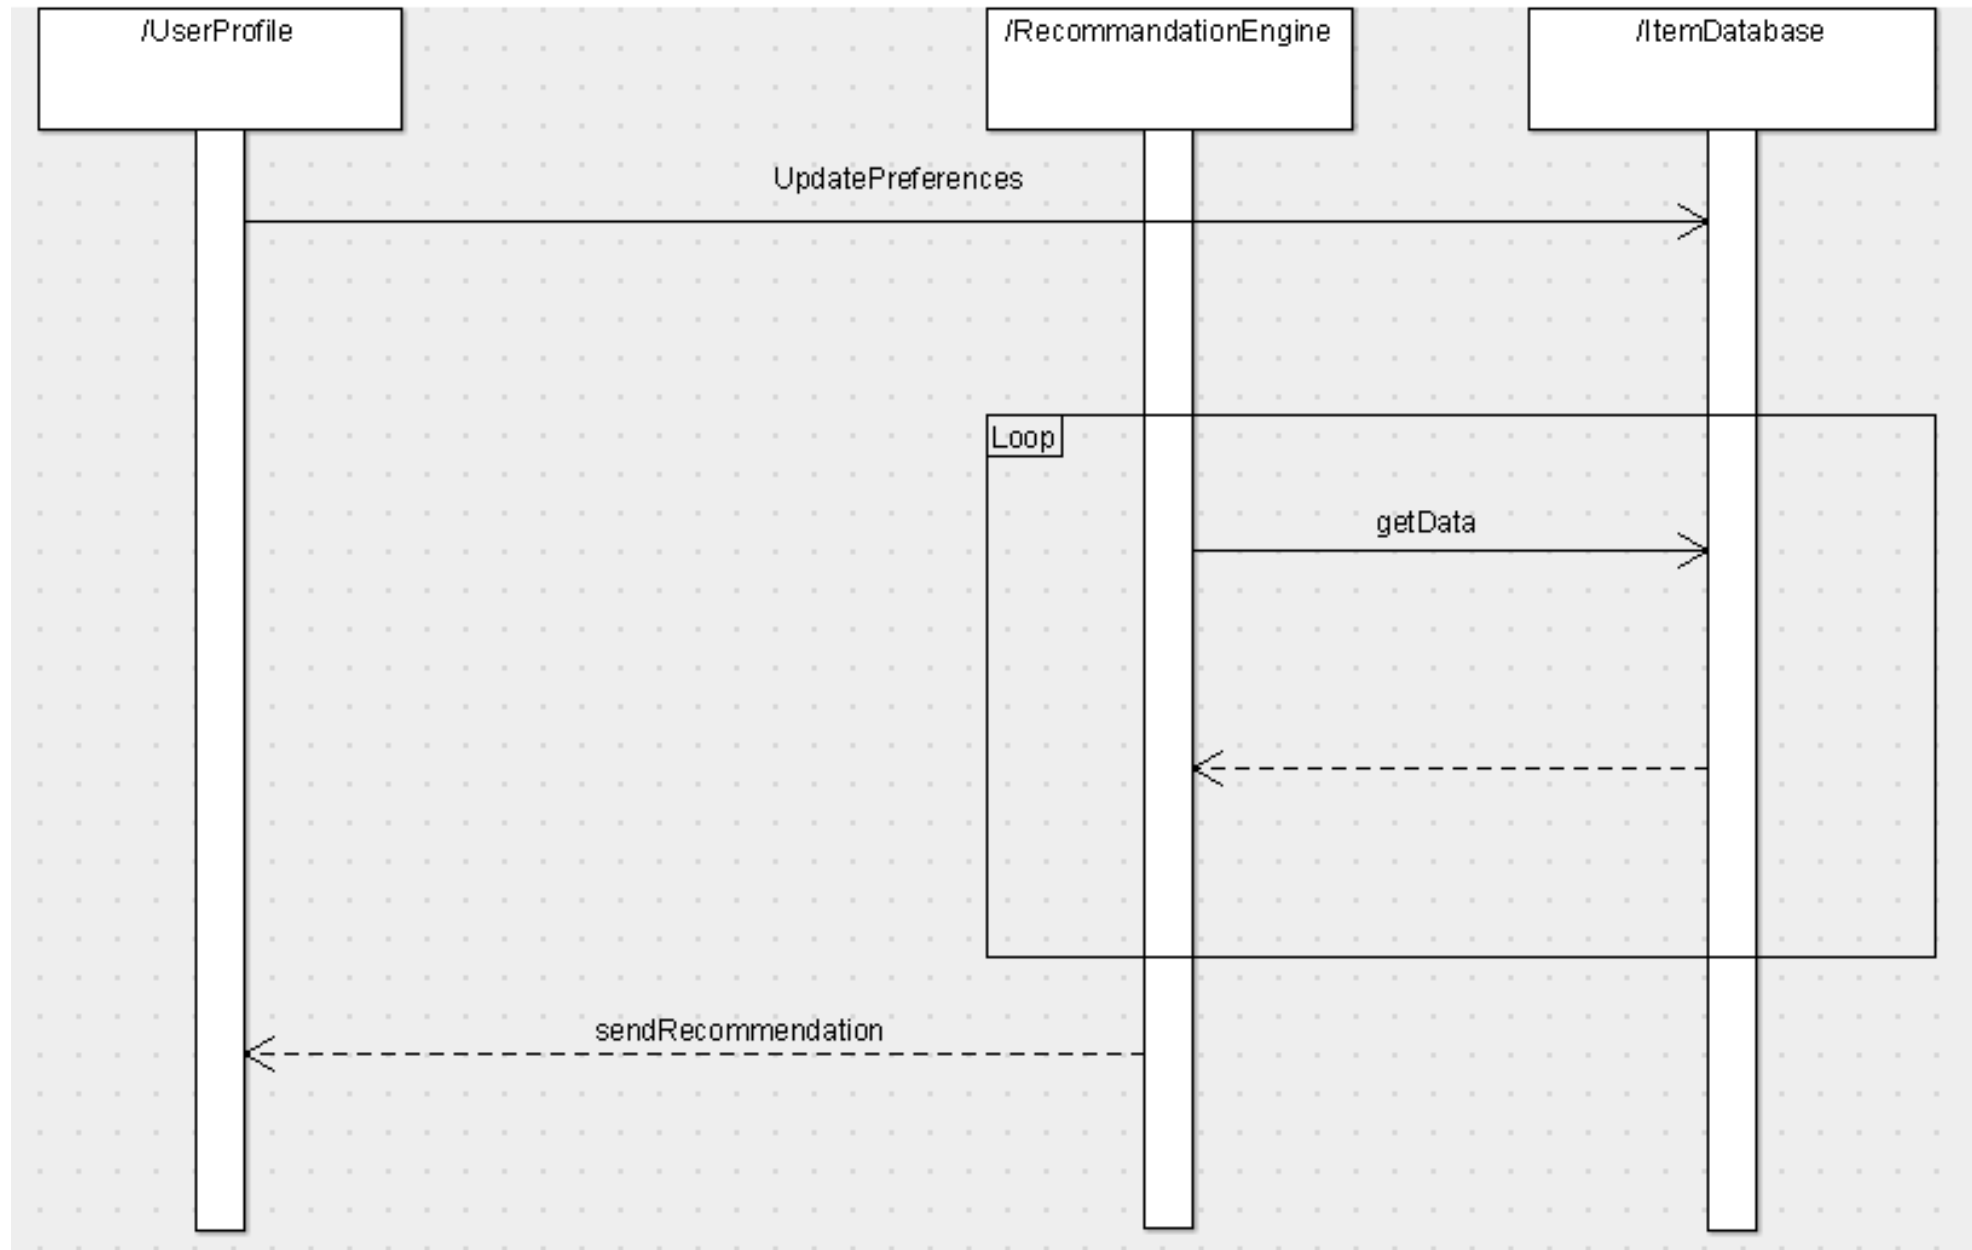 /UserProfile
/RecommandationEngine
/ItemDatabase
UpdatePreferences
Loop
getData
sendRecommendation